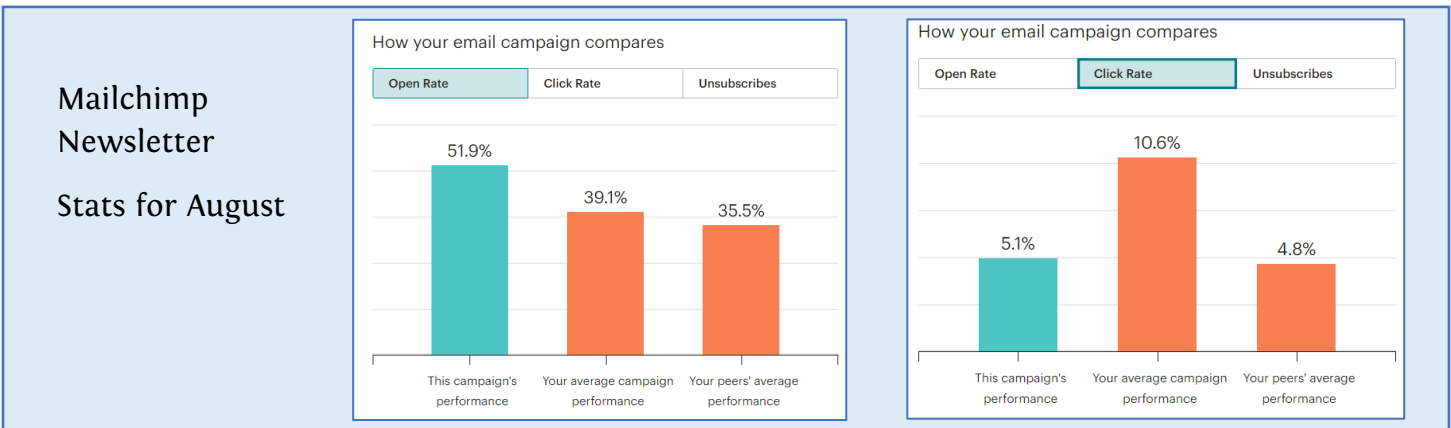 Mailchimp
Newsletter
Stats for August
How your email campaign compares
Open Rate
Click Rate
Unsubscribes
51.9%
39.1%
35.5%
This campaign's
performance
Your average campaign
performance
Your peers' average
performance
How your email campaign compares
Open Rate
Click Rate
Unsubscribes
5.1%
10.6%
4.8%
This campaign's
performance
Your average campaign
performance
Your peers' average
performance